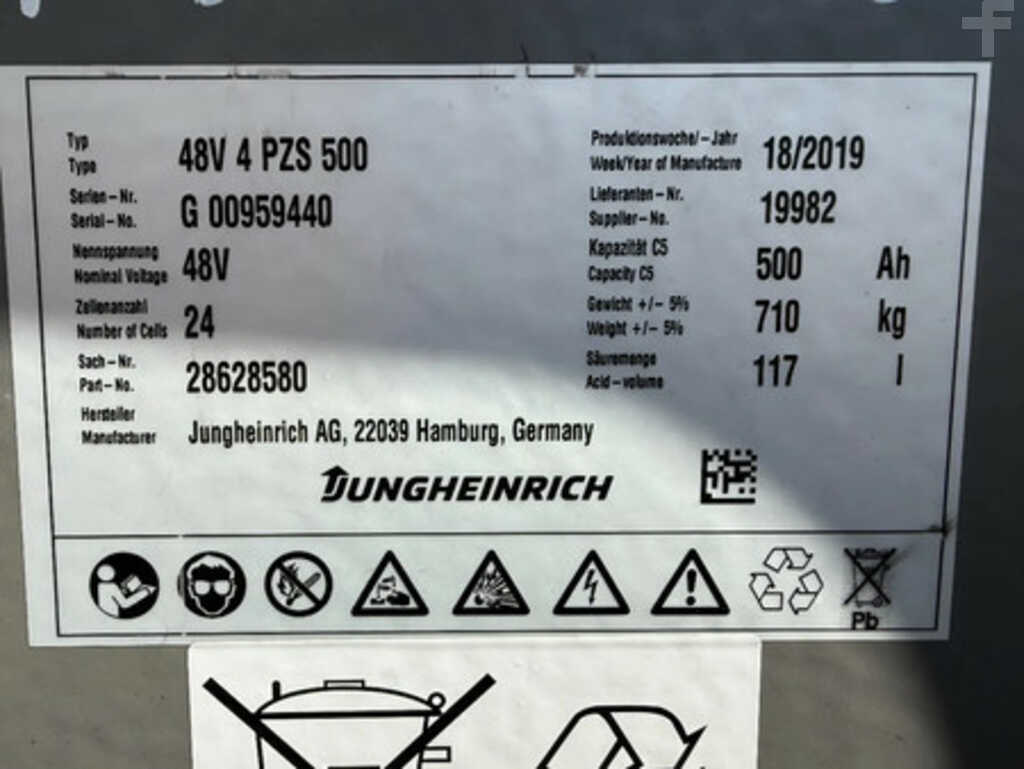 Typ
Type
48V 4 PZS 500
Serien-Nr.
Serial-No.
G 00959440
Nennspannung
Nominal Voltage
48V
Zellenanzahl
Number of Cells
24
Sach-Nr.
Part-No.
28628580
Hersteller
Manufacturer
Jungheinrich AG, 22039 Hamburg, Germany
Produktionswoche/-Jahr
Week/Year of Manufacture
18/2019
Lieferanten-Nr.
Supplier-No.
19982
Kapazität C5
Capacity C5
500 Ah
Gewicht +/- 5%
Weight +/- 5%
710 kg
Säuremenge
Acid-volume
117 l
JUNGHEINRICH
Pb
f